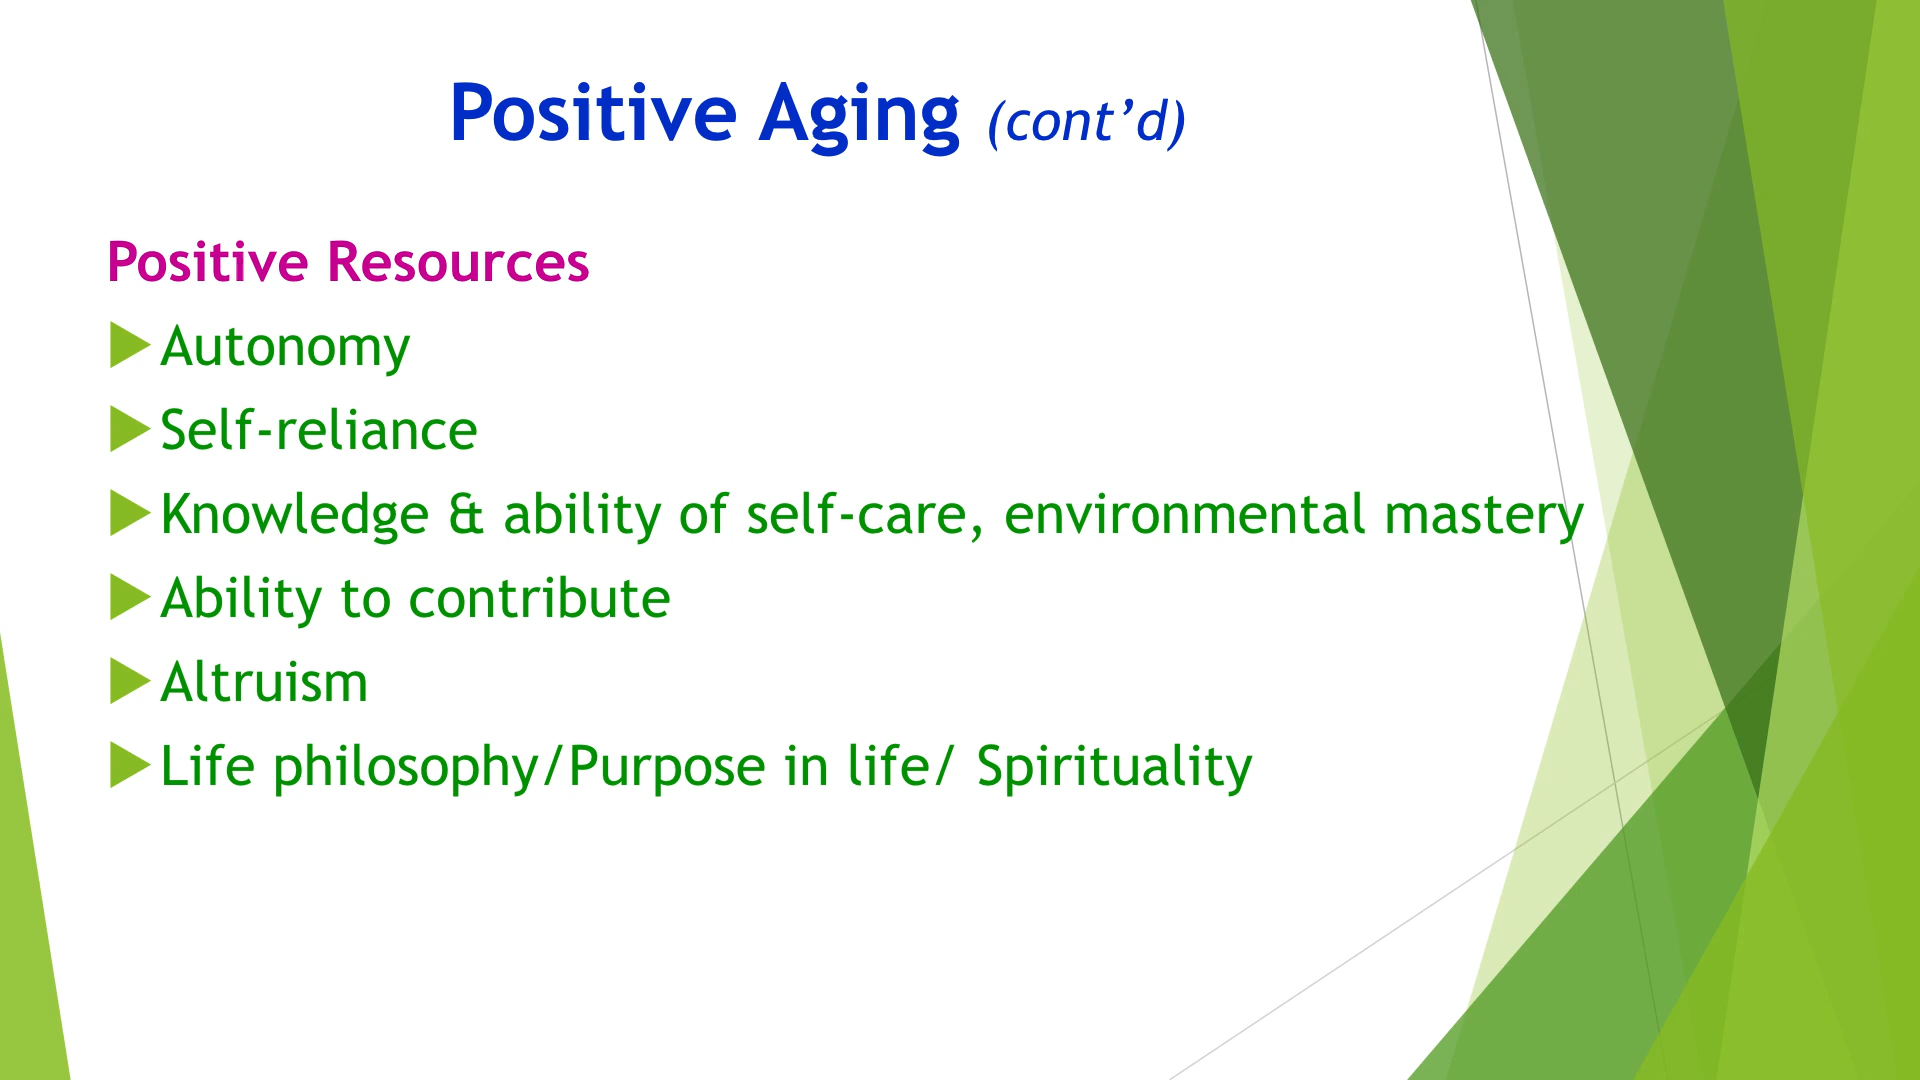 Positive Aging (cont’d)
Positive Resources
Autonomy
Self-reliance
Knowledge & ability of self-care, environmental mastery
Ability to contribute
Altruism
Life philosophy/Purpose in life/ Spirituality